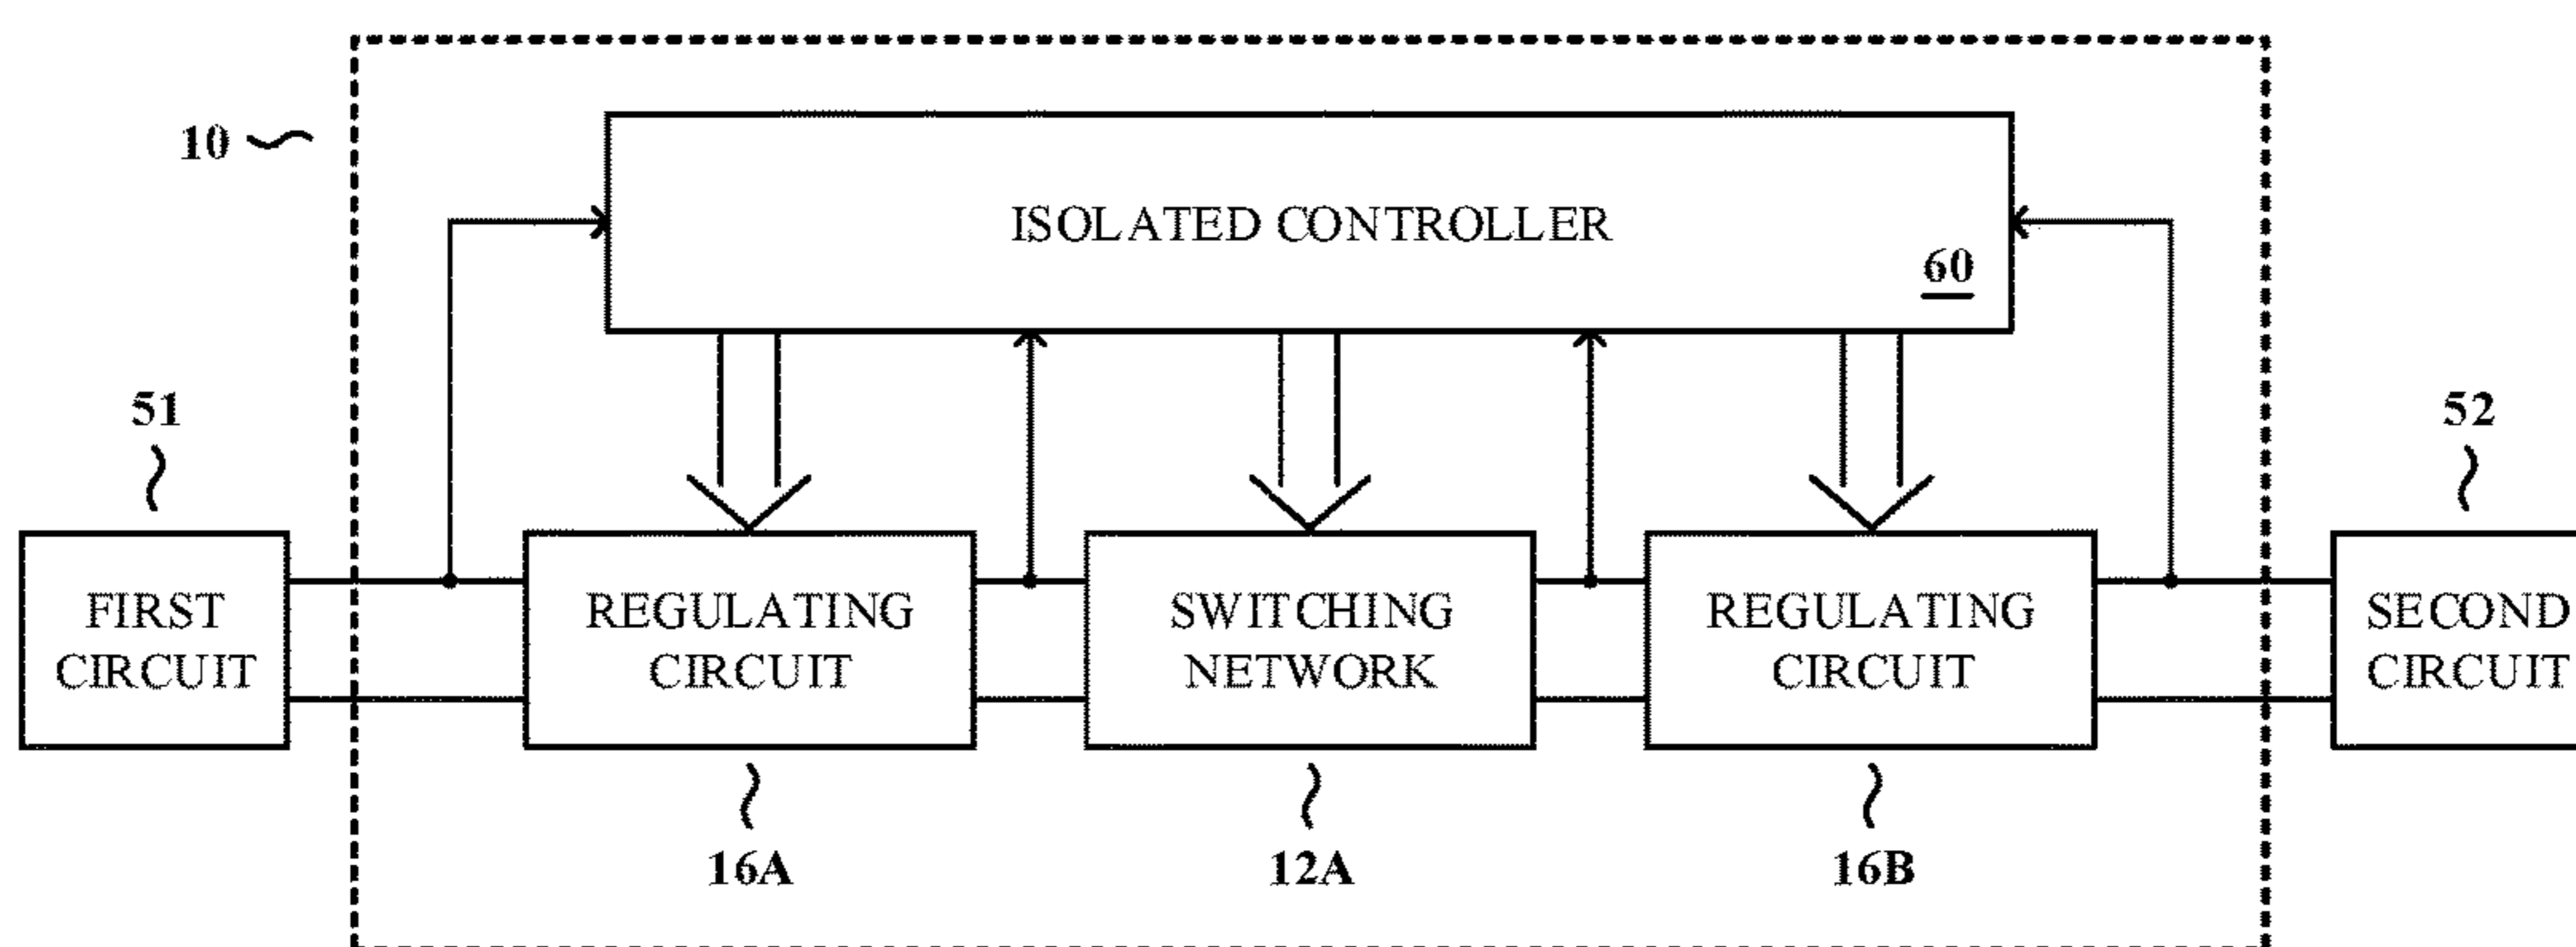 10
ISOLATED CONTROLLER
60
51
52
FIRST
CIRCUIT
REGULATING
CIRCUIT
SWITCHING
NETWORK
REGULATING
CIRCUIT
SECOND
CIRCUIT
16A
12A
16B